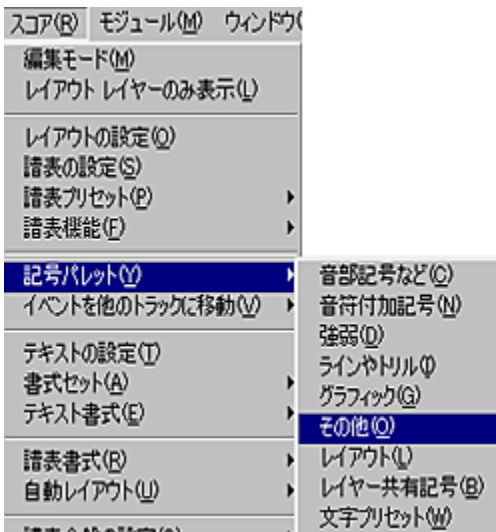 スコア(R) モジュール(M) ウィンドウ(
編集モード(M)
レイアウト レイヤーのみ表示(L)
レイアウトの設定(O)
譜表の設定(S)
譜表プリセット(P)
譜表機能(F)
記号パレット(Y)
イベントを他のトラックに移動(V)
テキストの設定(T)
書式セット(A)
テキスト書式(E)
譜表書式(R)
自動レイアウト(U)
音部記号など(C)
音符付加記号(N)
強弱(D)
ラインやトリル(I)
グラフィック(G)
その他(O)
レイアウト(L)
レイヤー共有記号(B)
文字プリセット(W)